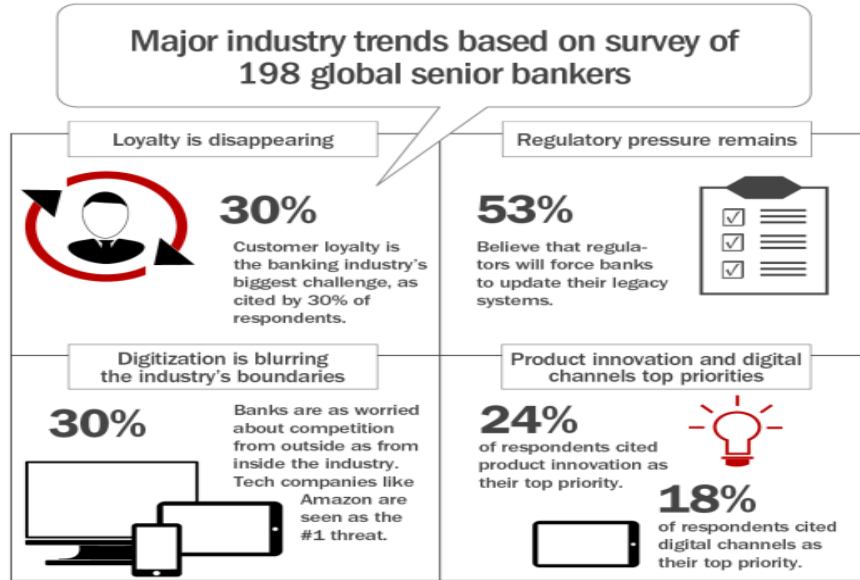 Major industry trends based on survey of
198 global senior bankers
Loyalty is disappearing
30%
Customer loyalty is
the banking industry's
biggest challenge, as
cited by 30% of
respondents.
Regulatory pressure remains
53%
Believe that regula-
tors will force banks
to update their legacy
systems.
Digitization is blurring
the industry's boundaries
30%
Banks are as worried
about competition
from outside as from
inside the industry.
Tech companies like
Amazon are
seen as the
#1 threat.
Product innovation and digital
channels top priorities
24%
of respondents cited
product innovation as
their top priority.
18%
of respondents cited
digital channels as
their top priority.